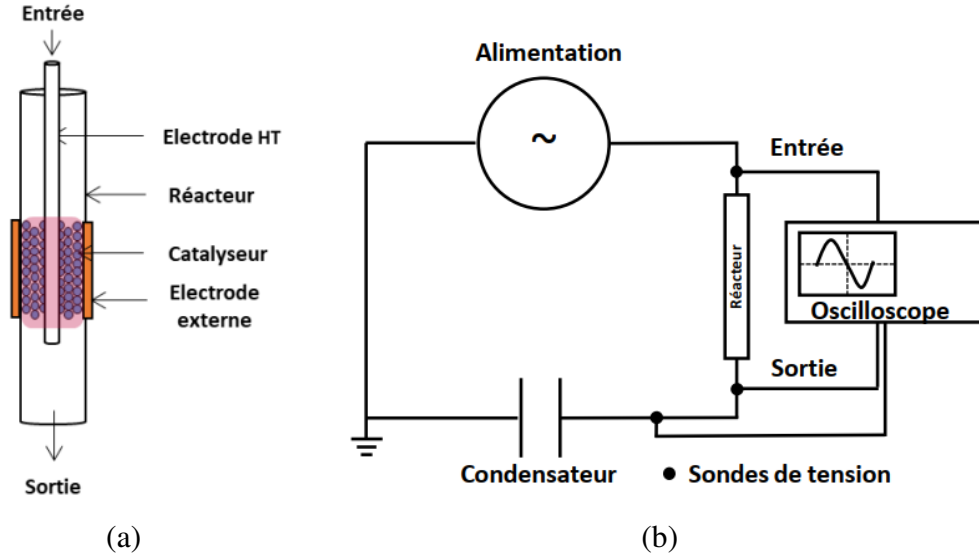 Entrée
Electrode HT
Réacteur
Catalyseur
Electrode
externe
Sortie
(a)
Alimentation
~
Entrée
Réacteur
Oscilloscope
Sortie
Condensateur
Sondes de tension
(b)